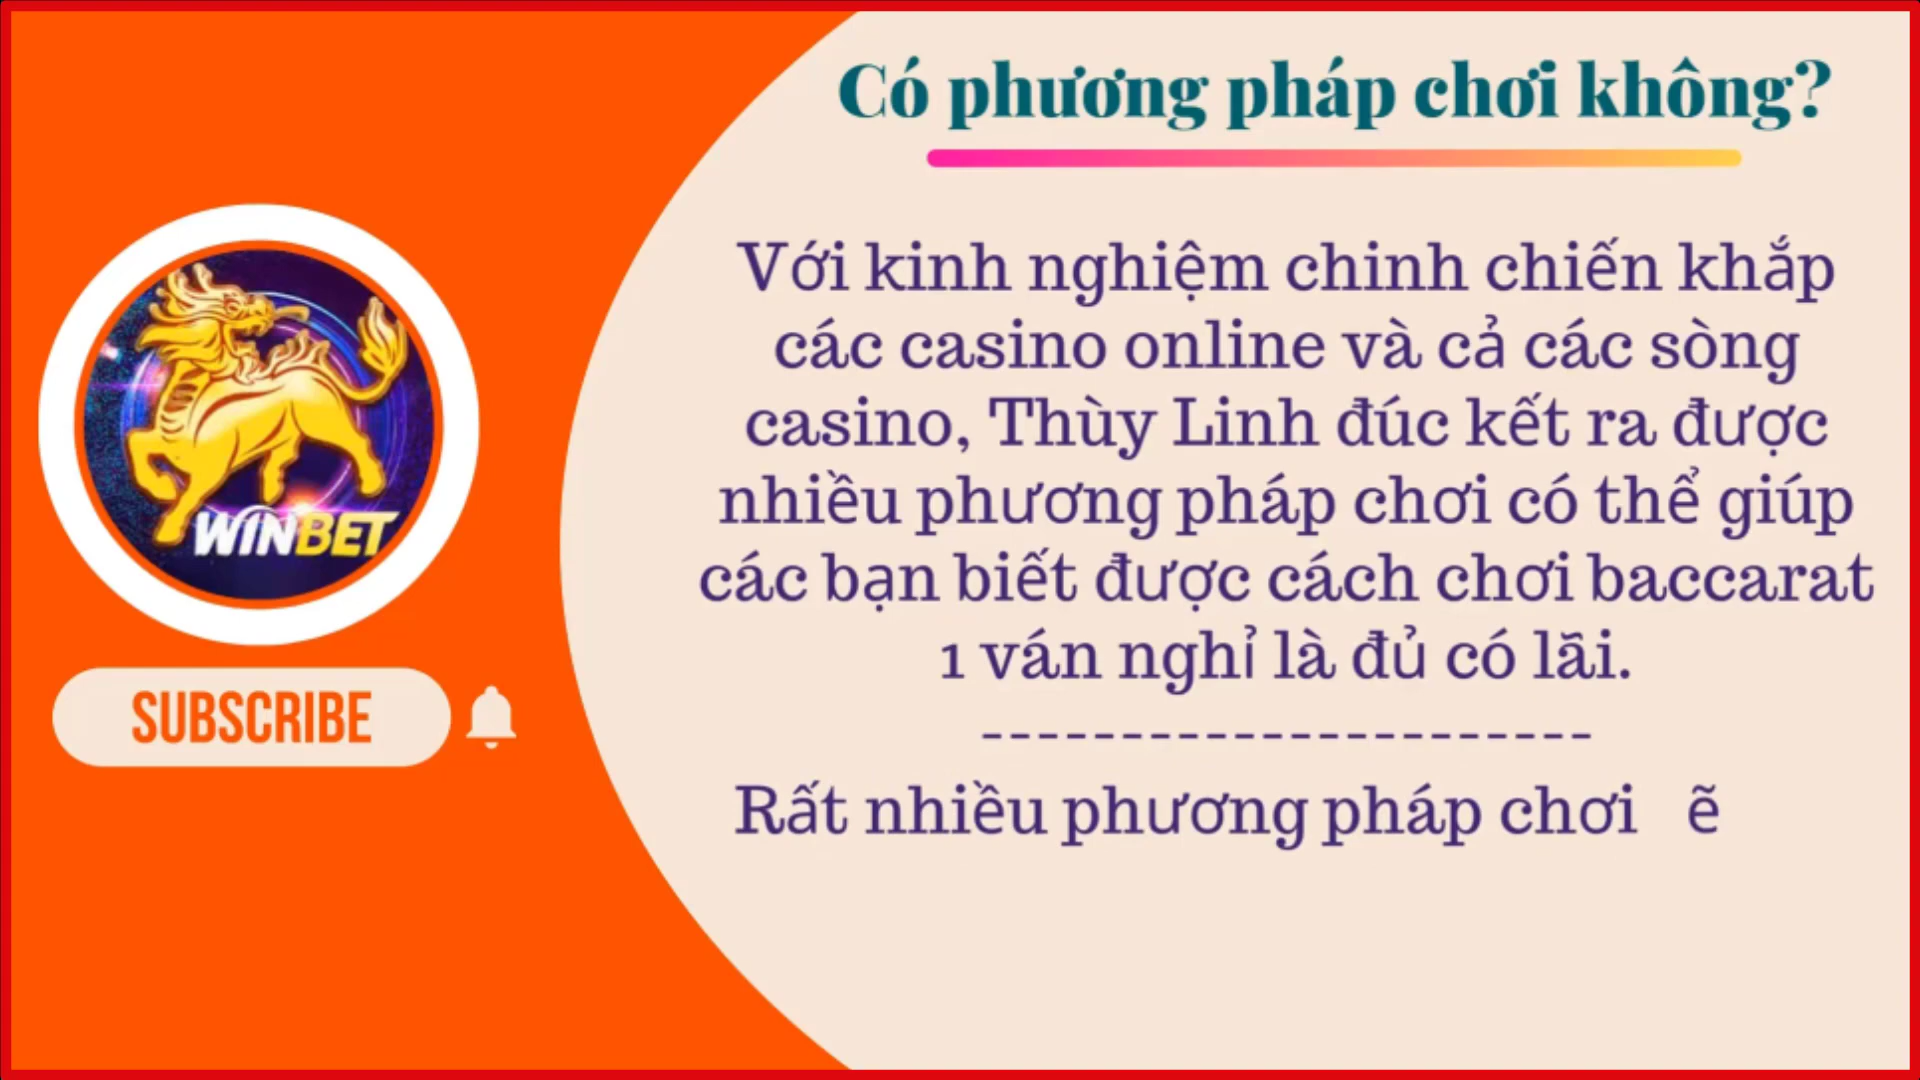 Có phương pháp chơi không?
Với kinh nghiệm chinh chiến khắp
các casino online và cả các sòng
casino, Thùy Linh đúc kết ra được
nhiều phương pháp chơi có thể giúp
các bạn biết được cách chơi baccarat
1 ván nghỉ là đủ có lãi.
-----------------------
Rất nhiều phương pháp chơi ẽ
WINBET
SUBSCRIBE